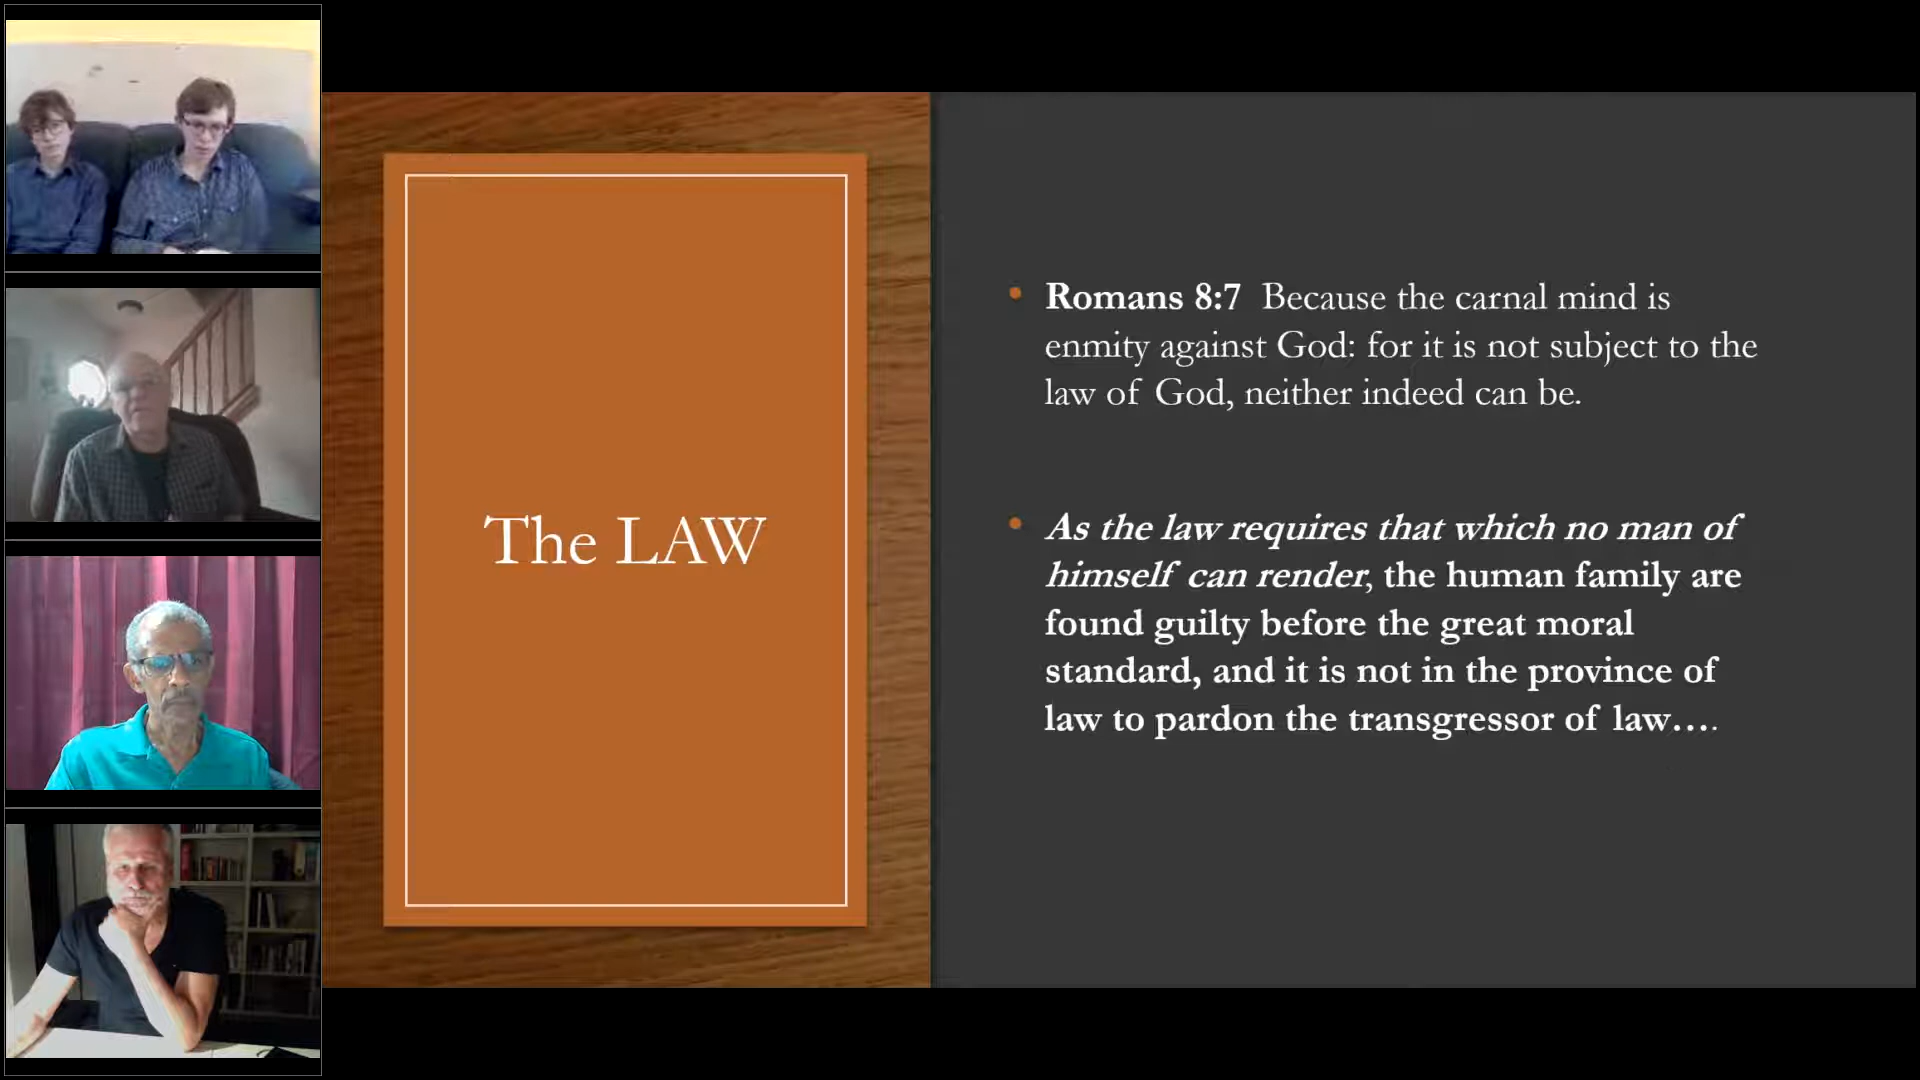 The LAW
• Romans 8:7  Because the carnal mind is
enmity against God: for it is not subject to the
law of God, neither indeed can be.
• As the law requires that which no man of
himself can render, the human family are
found guilty before the great moral
standard, and it is not in the province of
law to pardon the transgressor of law….